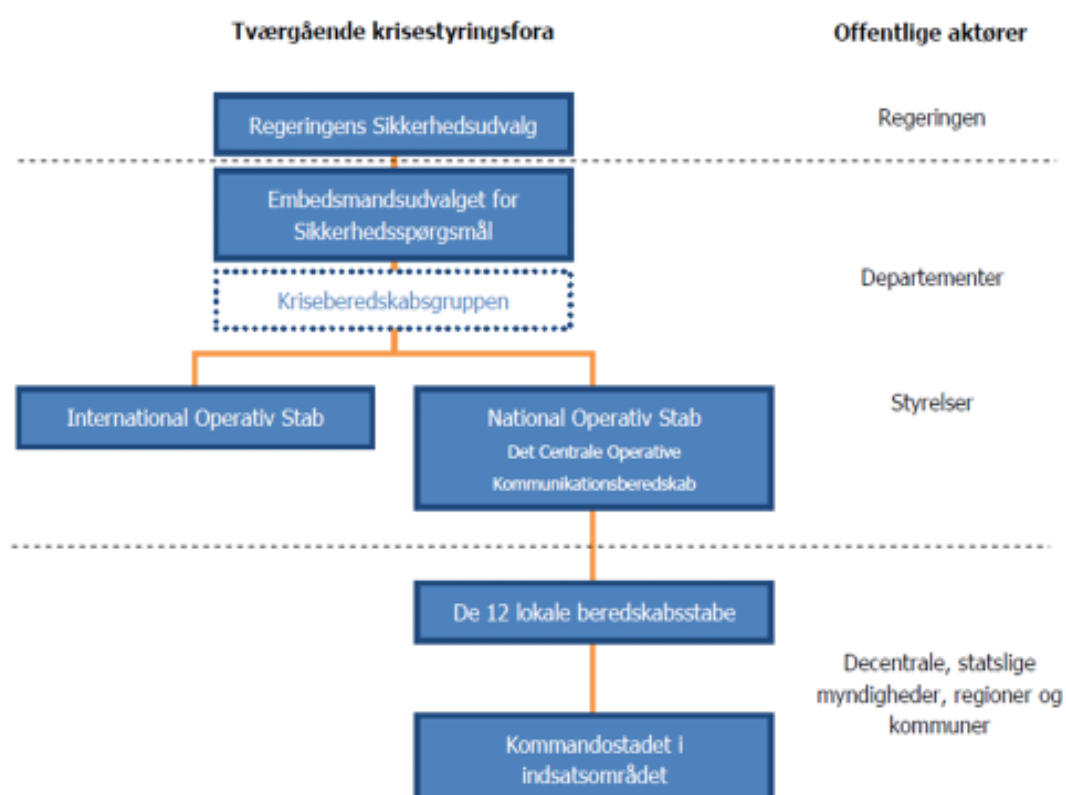 Tværgående krisestyringsfora
Offentlige aktører
Regeringens Sikkerhedsudvalg
Regeringen
Embedsmandsudvalget for
Sikkerhedsspørgsmål
Kriseberedskabsgruppen
Departementer
International Operativ Stab
National Operativ Stab
Det Centrale Operative
Kommunikationsberedskab
Styrelser
De 12 lokale beredskabsstabe
Kommandostadet i
indsatsområdet
Decentrale, statslige
myndigheder, regioner og
kommuner